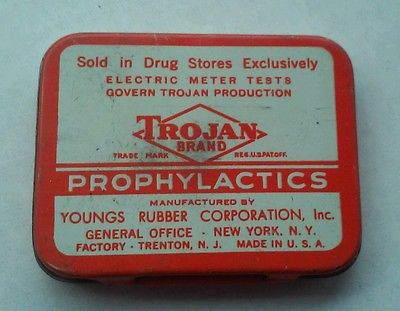 Sold in Drug Stores Exclusively
ELECTRIC METER TESTS
GOVERN TROJAN PRODUCTION
TROJAN
BRAND
TRADE MARK REG.U.S.PAT.OFF.
PROPHYLACTICS
MANUFACTURED BY
YOUNGS RUBBER CORPORATION, Inc.
GENERAL OFFICE - NEW YORK, N. Y.
FACTORY - TRENTON, N. J. MADE IN U. S. A.